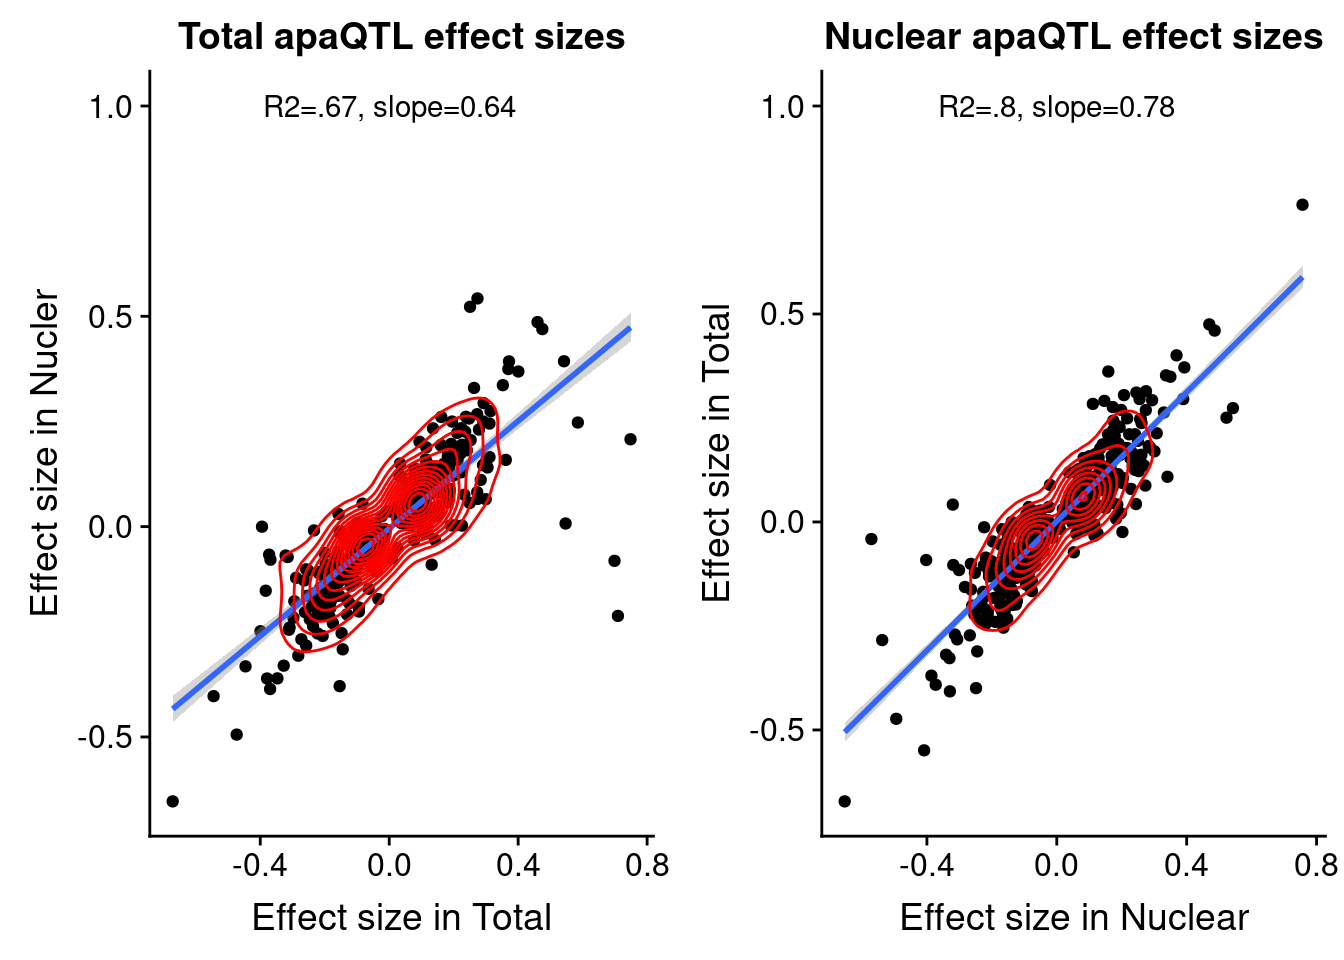 Total apaQTL effect sizes
R2=.67, slope=0.64
1.0
0.5
0.0
-0.5
Effect size in Nucler
-0.4 0.0 0.4 0.8
Effect size in Total
Nuclear apaQTL effect sizes
R2=.8, slope=0.78
1.0
0.5
0.0
-0.5
Effect size in Total
-0.4 0.0 0.4 0.8
Effect size in Nuclear